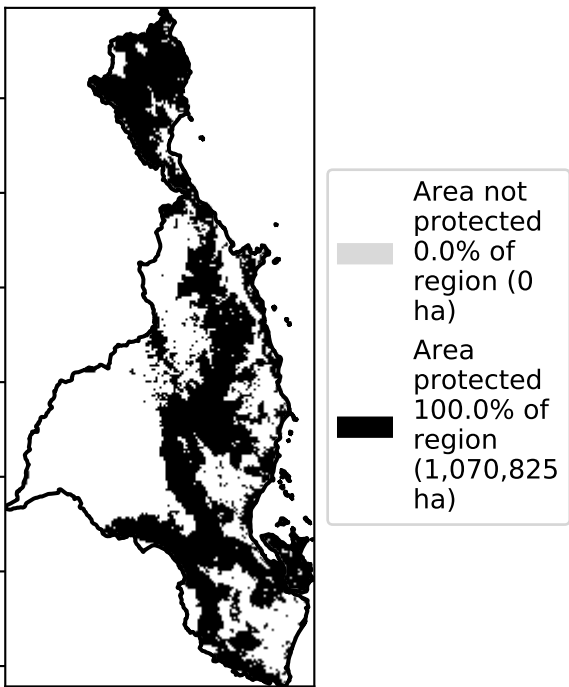 Area not
protected
0.0% of
region (0
ha)
Area
protected
100.0% of
region
(1,070,825
ha)